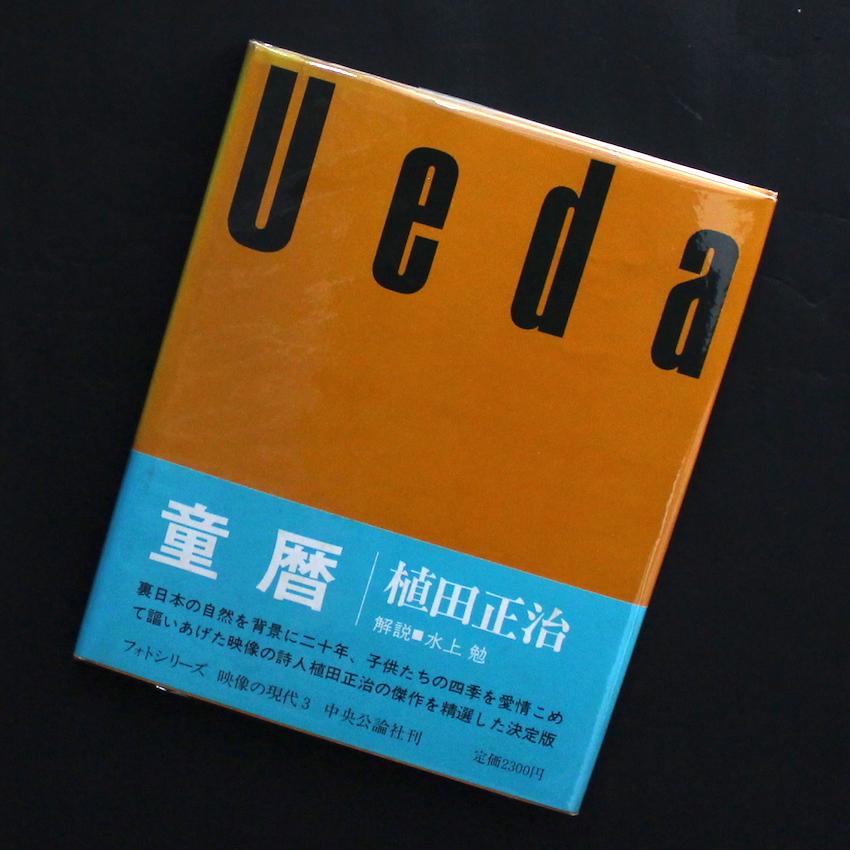 Ueda
童暦
植田正治
解説■水上 勉
裏日本の自然を背景に二十年、子供たちの四季を愛情こめ
て謳いあげた映像の詩人植田正治の傑作を精選した決定版
フォトシリーズ 映像の現代3 中央公論社刊
定価2300円